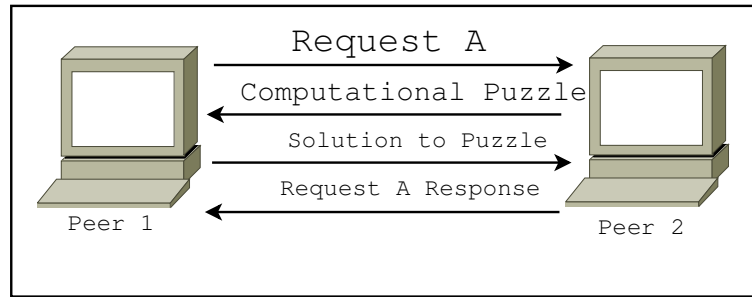 Request A
Computational Puzzle
Solution to Puzzle
Request A Response
Peer 1
Peer 2